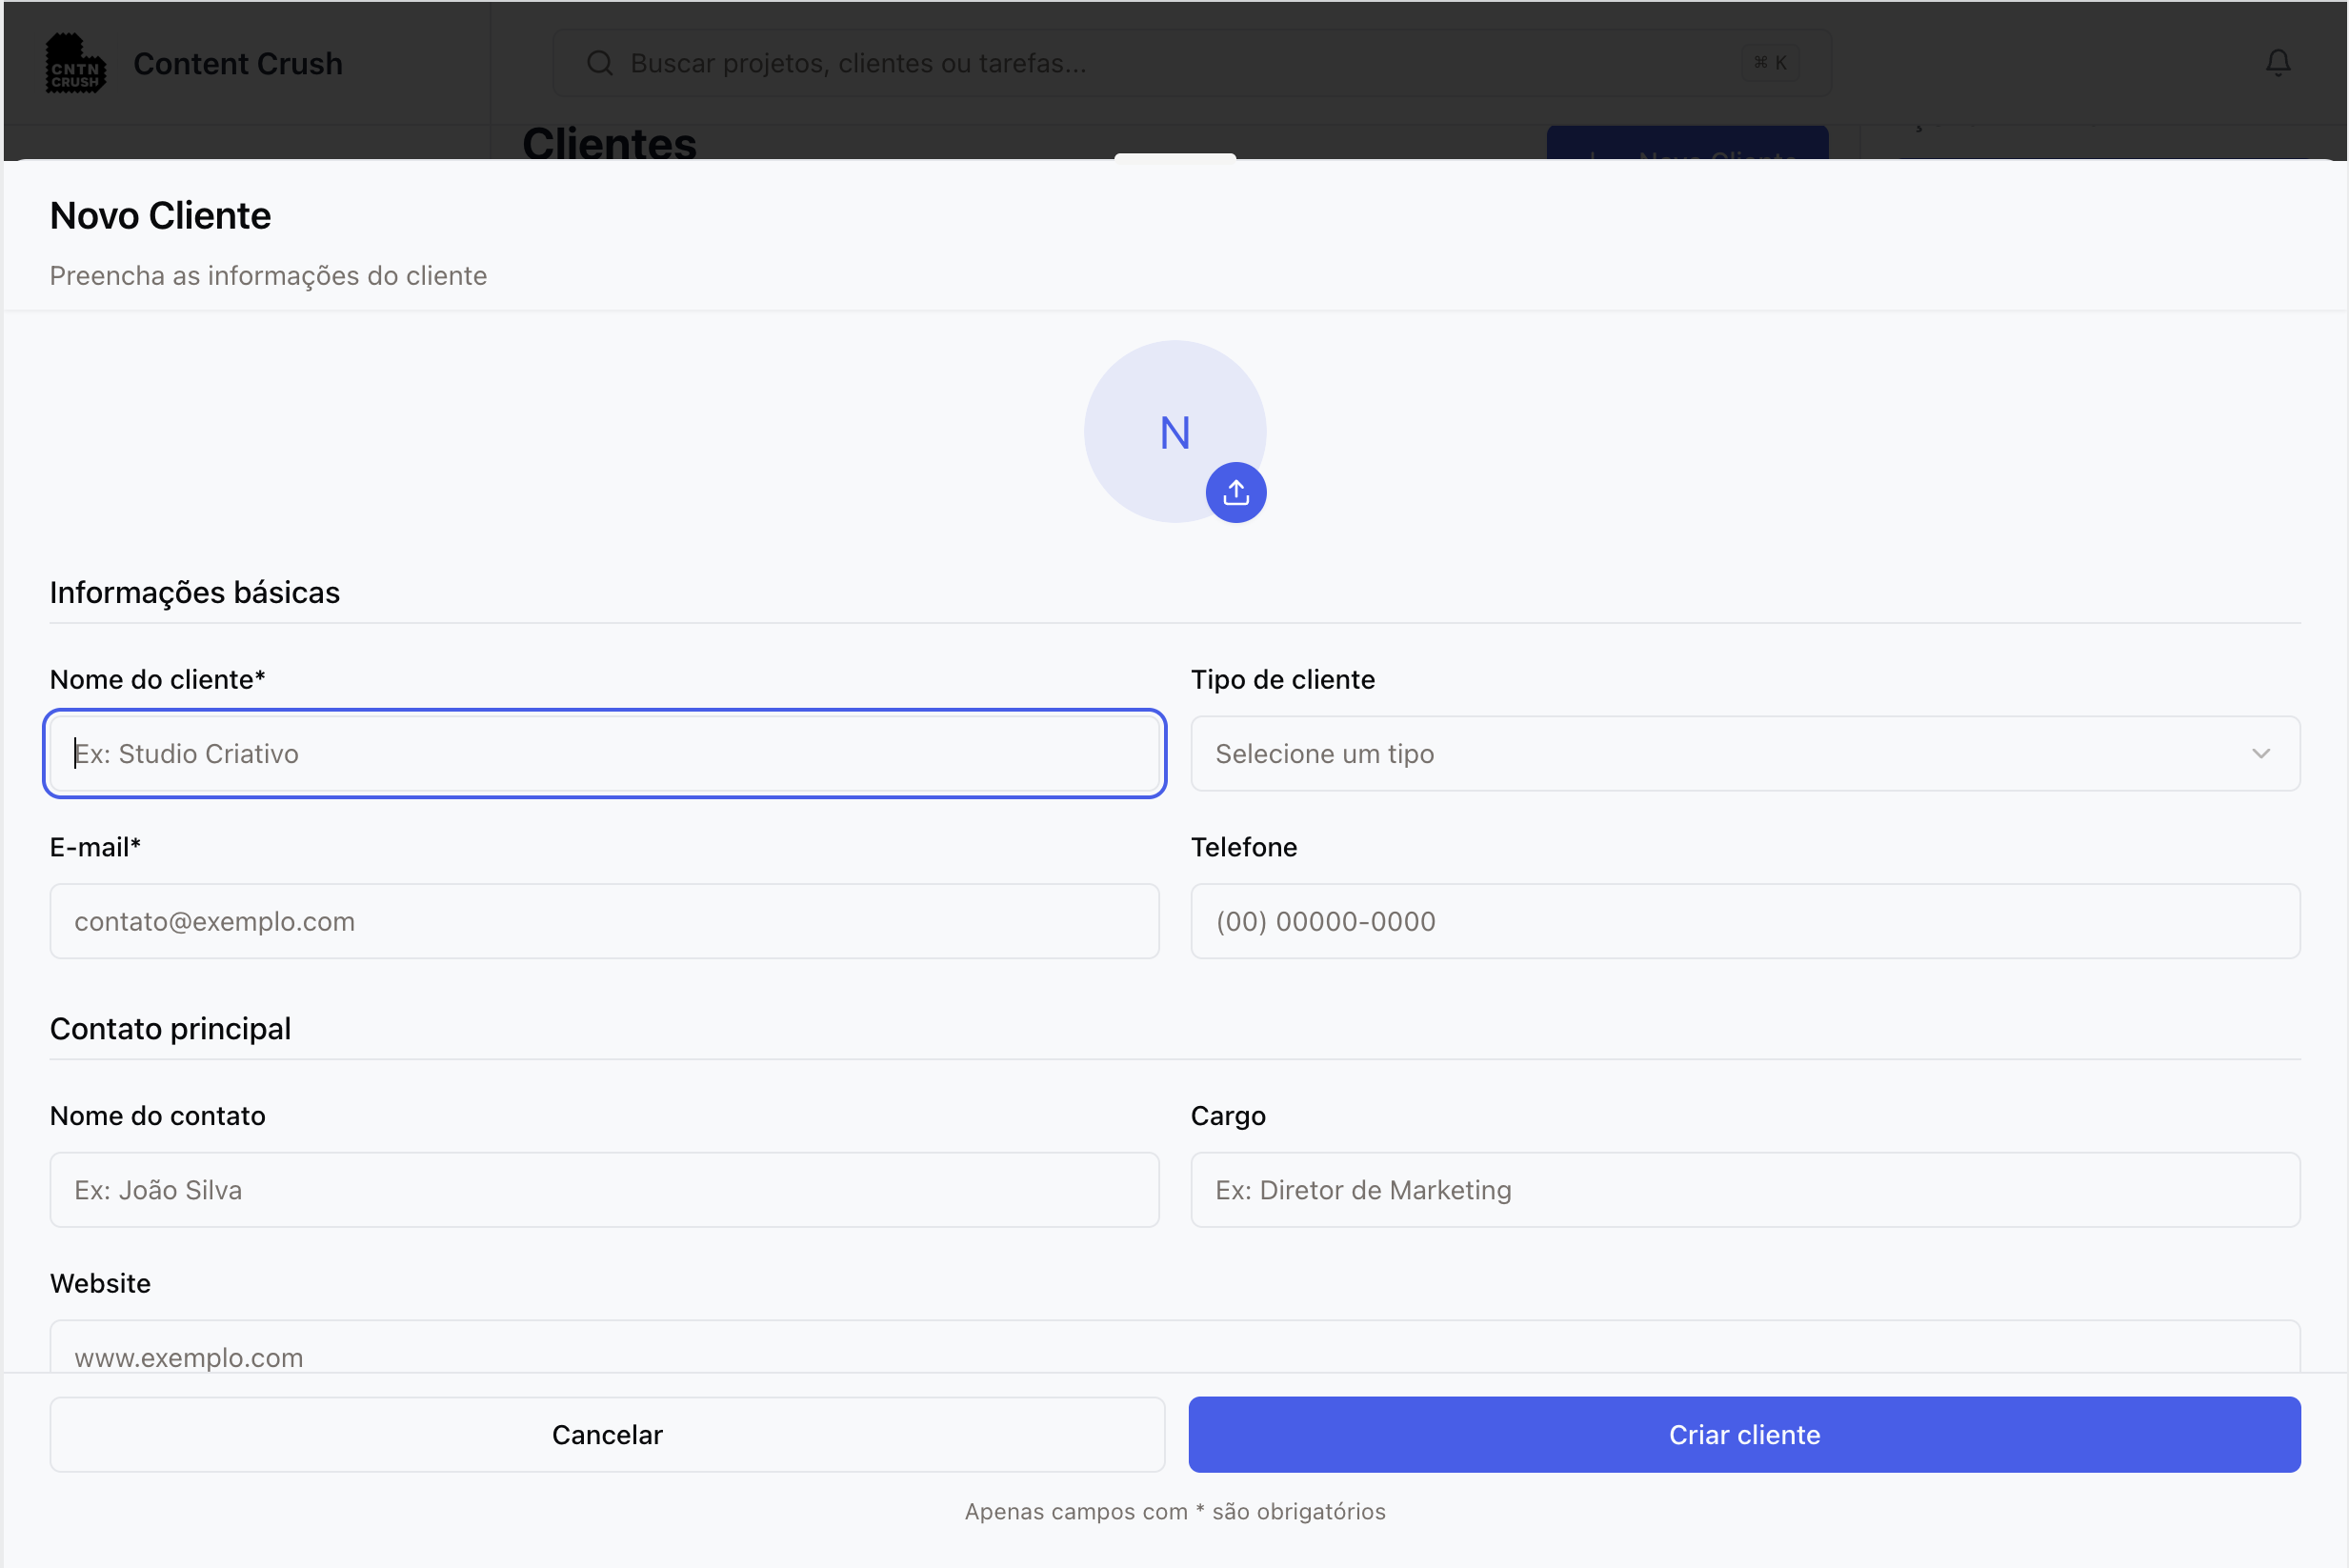 CNTN
CRUSH
Content Crush
Buscar projetos, clientes ou tarefas...
⌘ K
Clientes
Novo Cliente
Novo Cliente
Preencha as informações do cliente
N
Informações básicas
Nome do cliente*
Tipo de cliente
Ex: Studio Criativo
Selecione um tipo
E-mail*
Telefone
contato@exemplo.com
(00) 00000-0000
Contato principal
Nome do contato
Cargo
Ex: João Silva
Ex: Diretor de Marketing
Website
www.exemplo.com
Cancelar
Criar cliente
Apenas campos com * são obrigatórios